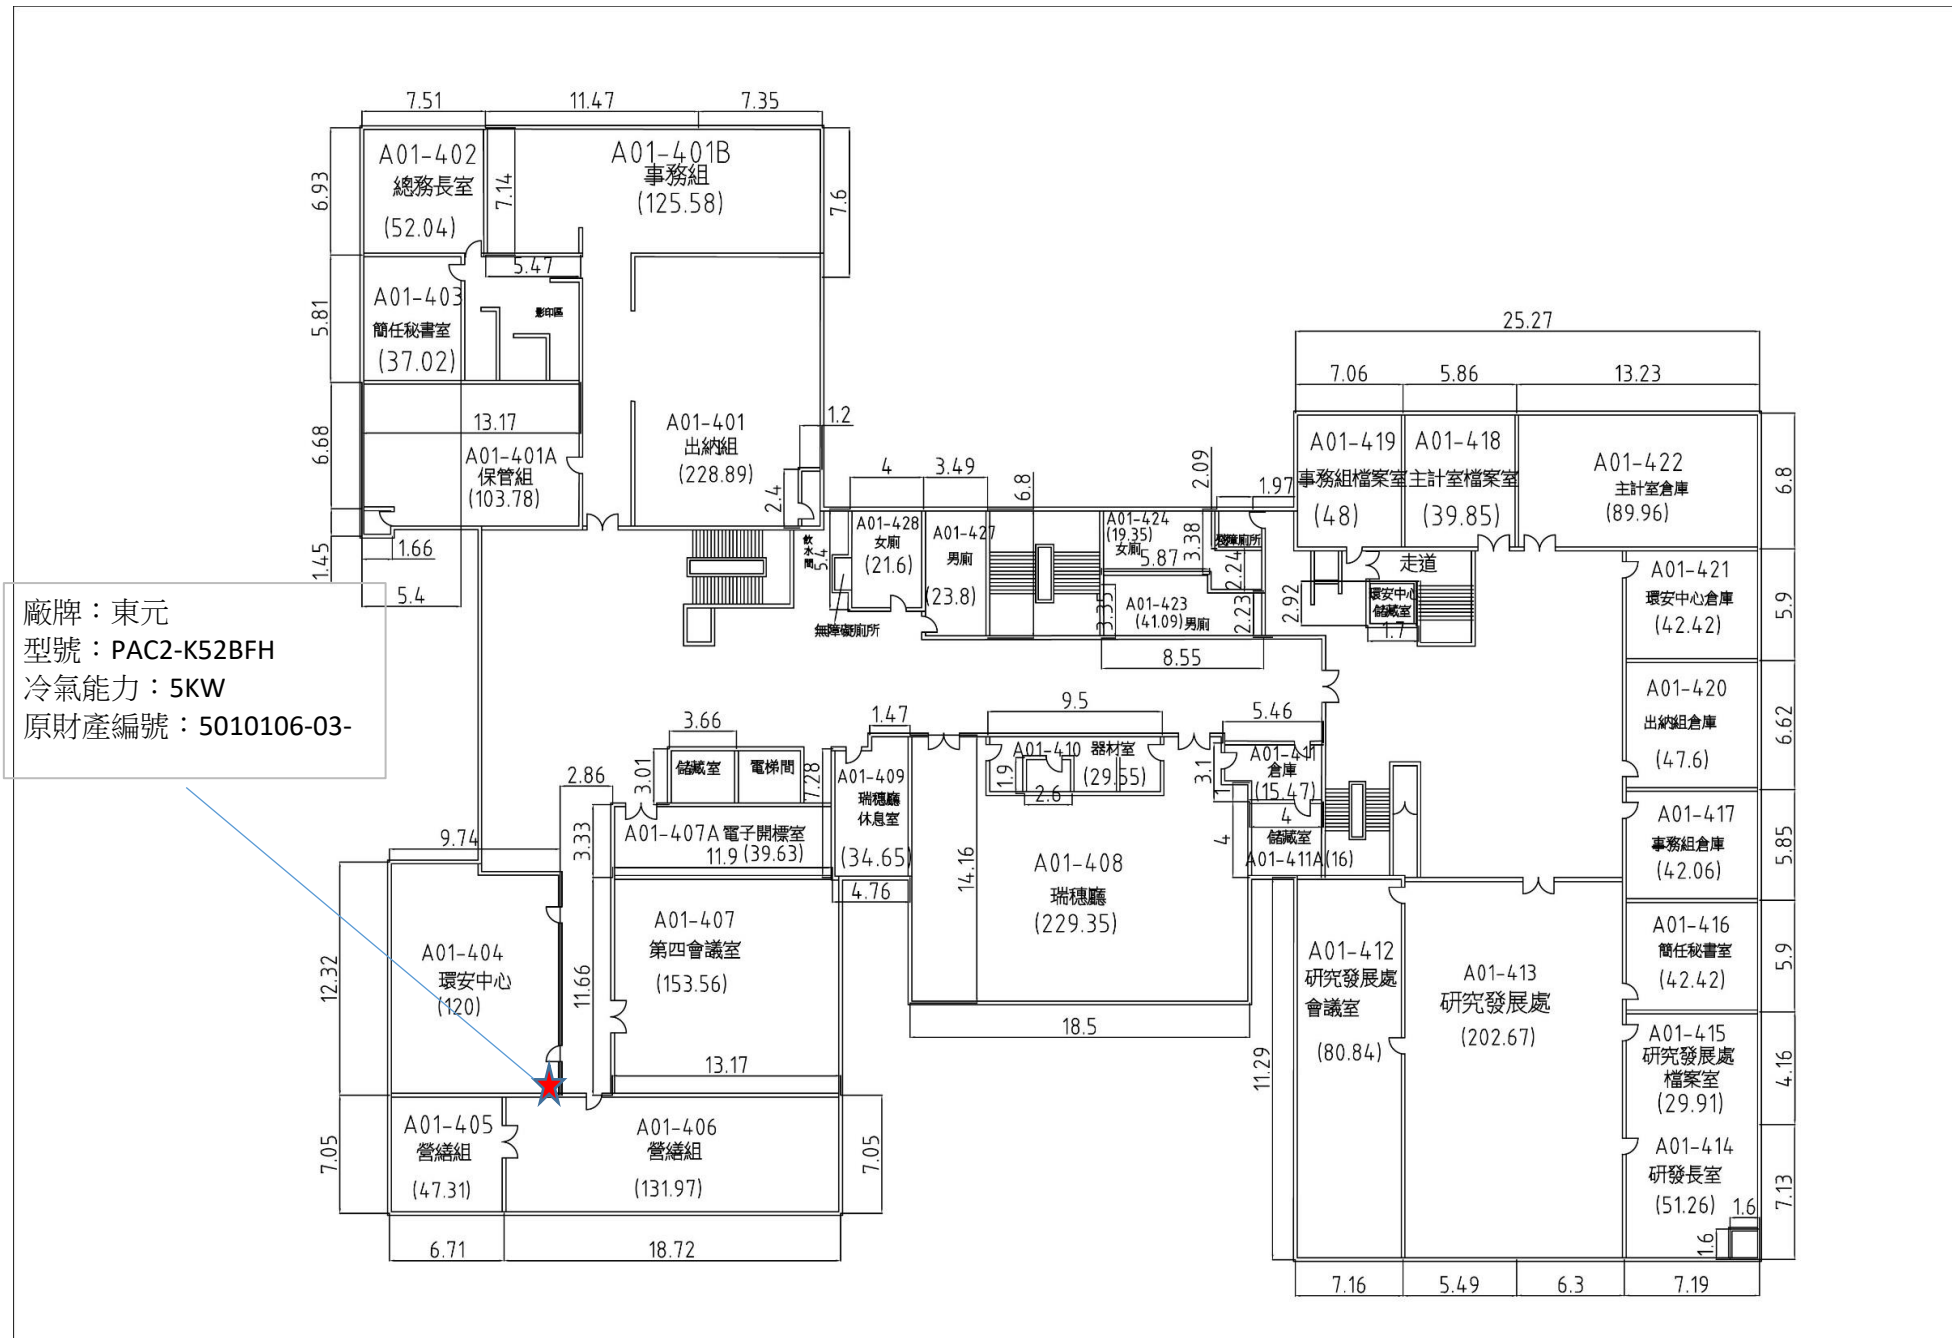 7.51
11.47
7.35
A01-402
總務長室
(52.04)
A01-401B
事務組
(125.58)
6.93
7.14
7.6
5.47
A01-403
簡任秘書室
(37.02)
影印區
5.81
25.27
7.06
5.86
13.23
13.17
A01-401A
保管組
(103.78)
6.68
A01-401
出納組
(228.89)
1.2
2.4
4
3.49
6.8
2.09
1.97
A01-419
事務組檔案室
(48)
A01-418
主計室檔案室
(39.85)
A01-422
主計室倉庫
(89.96)
6.8
1.45
1.66
5.4
飲水間
5.4
A01-428
女廁
(21.6)
A01-427
男廁
(23.8)
A01-424
(19.35)
女廁
5.87
3.38
殘障廁所
2.24
3.33
A01-423
(41.09)男廁
2.23
2.92
走道
環安中心
儲藏室
1.7
A01-421
環安中心倉庫
(42.42)
5.9
無障礙廁所
8.55
廠牌：東元
型號：PAC2-K52BFH
冷氣能力：5KW
原財產編號：5010106-03-
A01-420
出納組倉庫
(47.6)
6.62
3.66
1.47
9.5
5.46
3.01
儲藏室
電梯間
7.28
A01-409
瑞穗廳
休息室
(34.65)
A01-410 器材室
(29.55)
1.9
2.6
3.1
A01-411
倉庫
(15.47)
1
4
4
儲藏室
A01-411A(16)
2.86
3.33
A01-407A 電子開標室
11.9 (39.63)
A01-417
事務組倉庫
(42.06)
5.85
9.74
4.76
14.16
A01-408
瑞穗廳
(229.35)
12.32
A01-404
環安中心
(120)
11.66
A01-407
第四會議室
(153.56)
13.17
18.5
A01-412
研究發展處
會議室
(80.84)
11.29
A01-413
研究發展處
(202.67)
A01-416
簡任秘書室
(42.42)
5.9
A01-415
研究發展處
檔案室
(29.91)
4.16
7.05
A01-405
營繕組
(47.31)
A01-406
營繕組
(131.97)
7.05
A01-414
研發長室
(51.26)
1.6
1.6
7.13
6.71
18.72
7.16
5.49
6.3
7.19